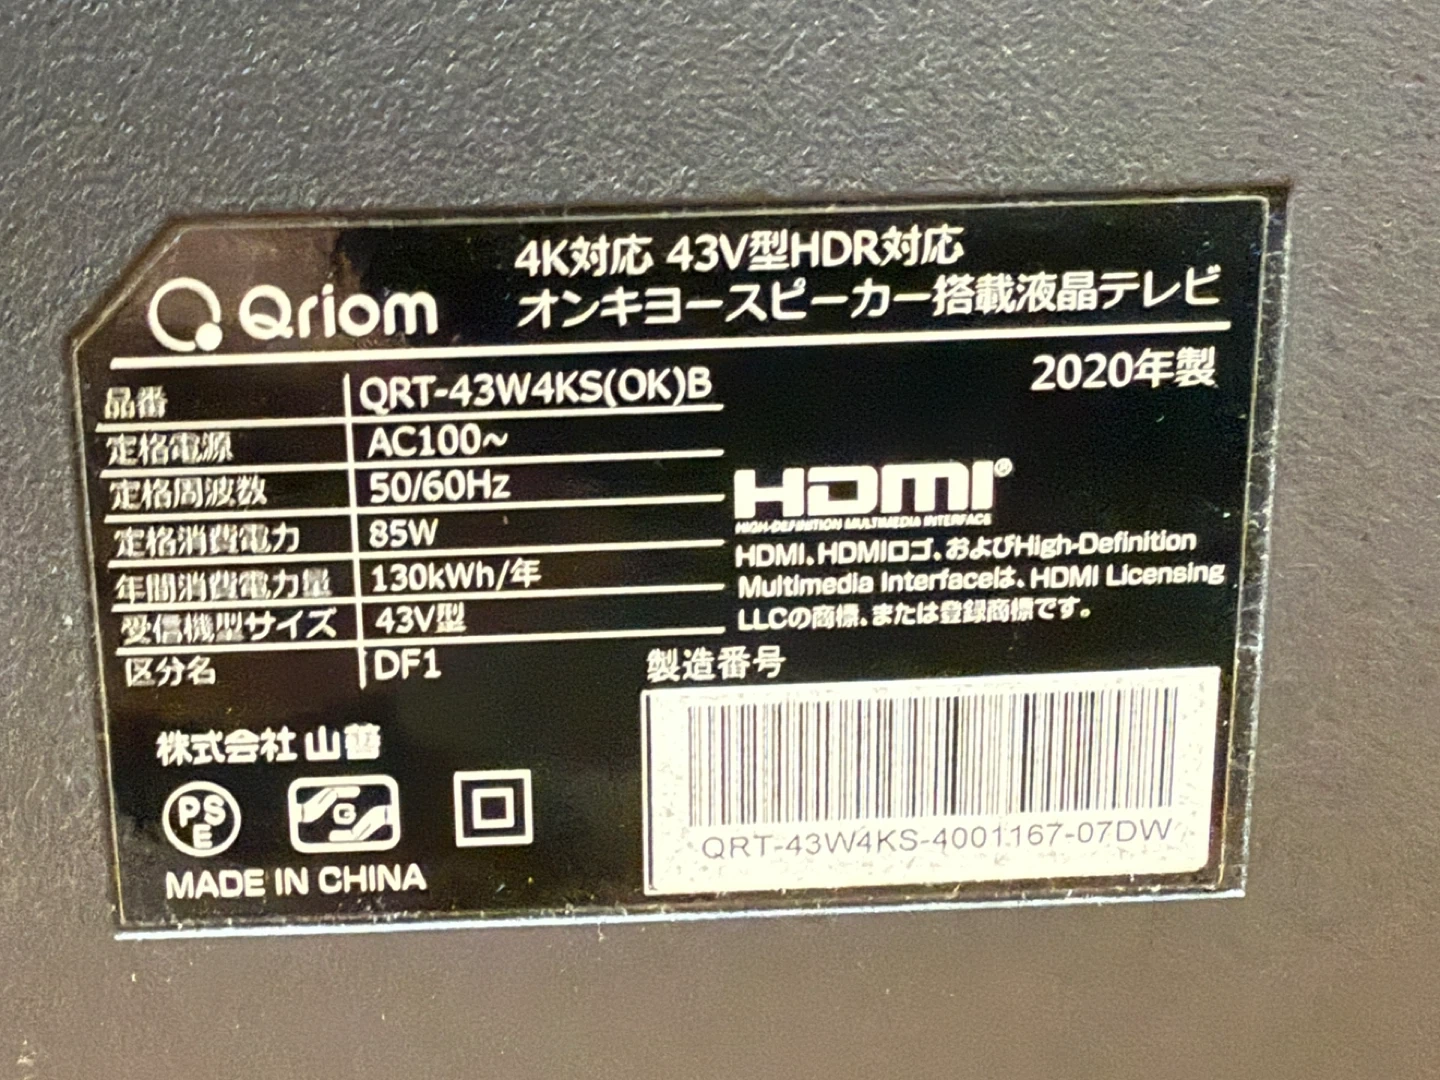 Qriom
4K対応 43V型HDR対応
オンキヨースピーカー搭載液晶テレビ
2020年製
品番 QRT-43W4KS(OK)B
定格電源 AC100~
定格周波数 50/60Hz
定格消費電力 85W
年間消費電力量 130kWh/年
受信機型サイズ 43V型
区分名 DF1
HDMI®
HIGH-DEFINITION MULTIMEDIA INTERFACE
HDMI、HDMIロゴ、およびHigh-Definition
Multimedia Interfaceは、HDMI Licensing
LLCの商標、または登録商標です。
製造番号
QRT-43W4KS-4001167-07DW
株式会社 山善
PS
E
G
MADE IN CHINA